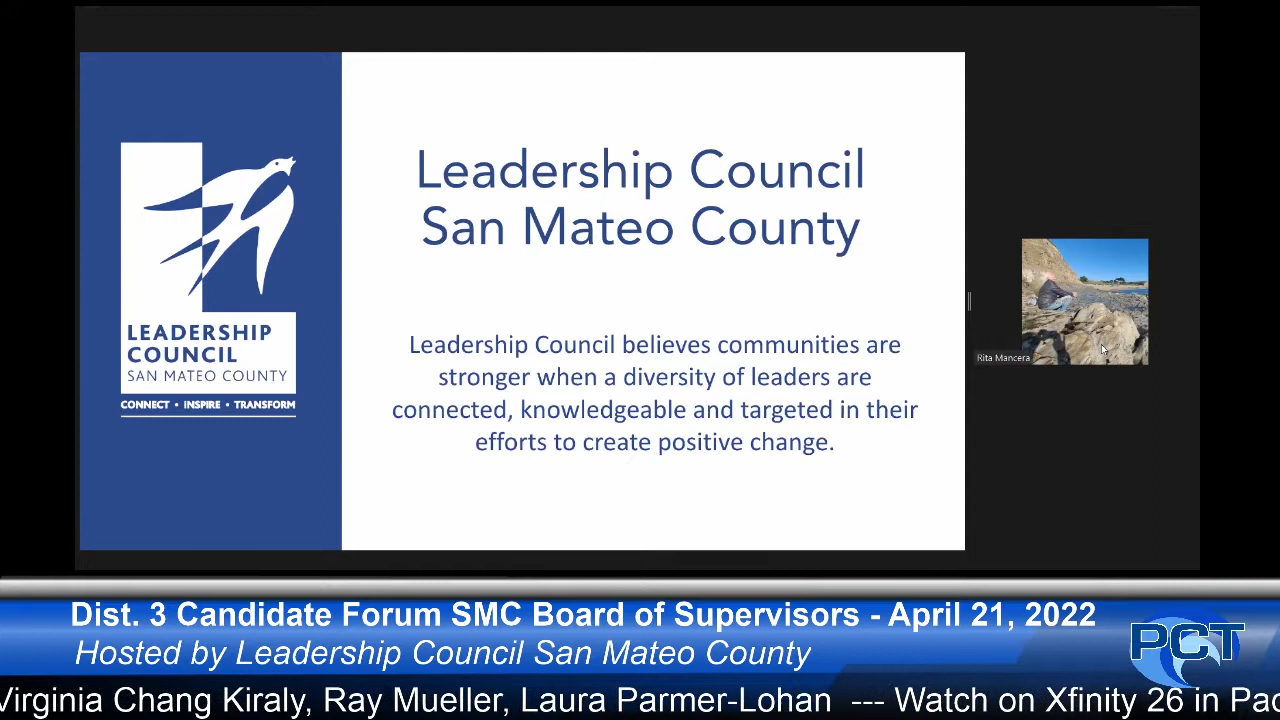 Leadership Council
San Mateo County
LEADERSHIP
COUNCIL
SAN MATEO COUNTY
CONNECT • INSPIRE • TRANSFORM
Leadership Council believes communities are
stronger when a diversity of leaders are
connected, knowledgeable and targeted in their
efforts to create positive change.
Rita Mancera
Dist. 3 Candidate Forum SMC Board of Supervisors - April 21, 2022
Hosted by Leadership Council San Mateo County
PCT
Virginia Chang Kiraly, Ray Mueller, Laura Parmer-Lohan --- Watch on Xfinity 26 in Pac